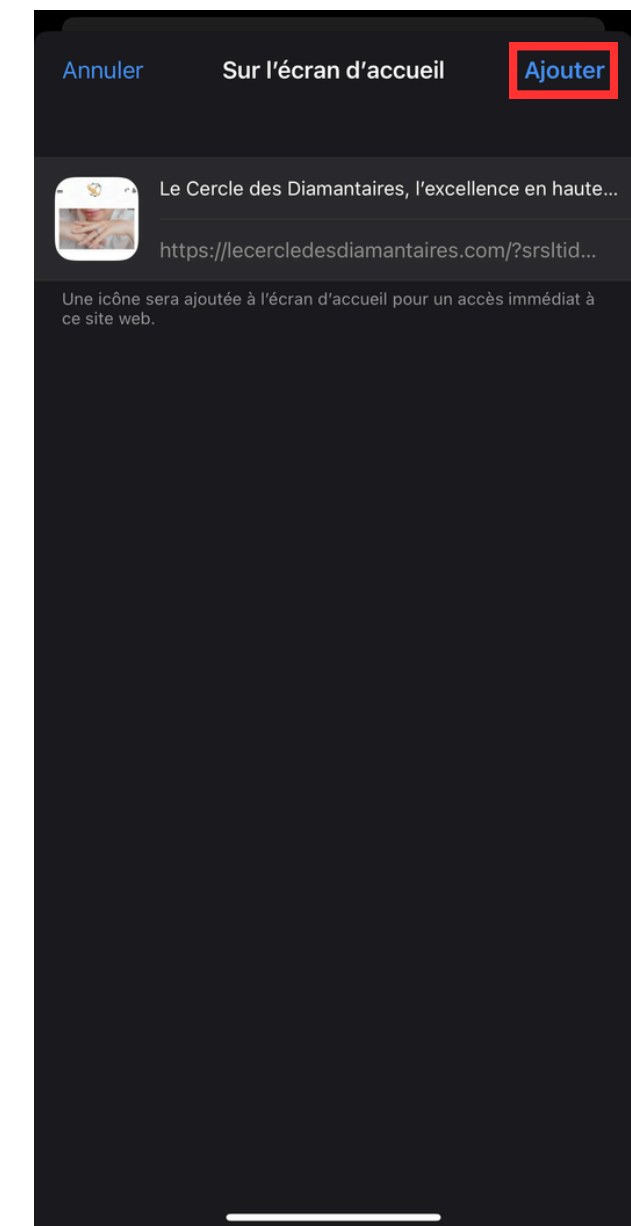 Annuler Sur l’écran d’accueil Ajouter
Le Cercle des Diamantaires, l’excellence en haute...
https://lecercledesdiamantaires.com/?srsltid...
Une icône sera ajoutée à l’écran d’accueil pour un accès immédiat à
ce site web.